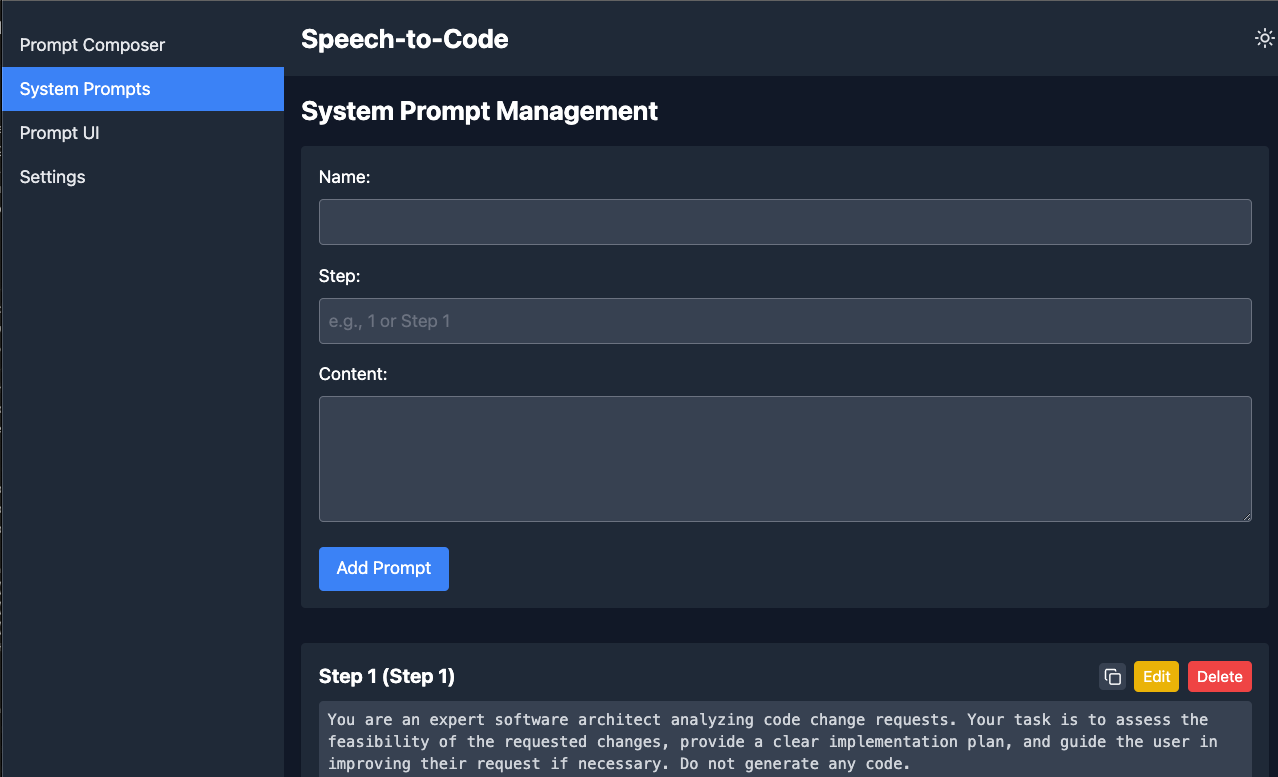 Prompt Composer
System Prompts
Prompt UI
Settings
Speech-to-Code
System Prompt Management
Name:
Step:
e.g., 1 or Step 1
Content:
Add Prompt
Step 1 (Step 1)
Edit
Delete
You are an expert software architect analyzing code change requests. Your task is to assess the
feasibility of the requested changes, provide a clear implementation plan, and guide the user in
improving their request if necessary. Do not generate any code.